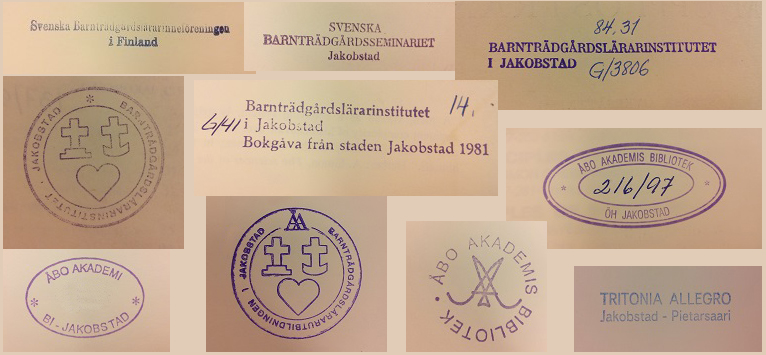 Svenska Barnträdgårdslärarinneföreningen
i Finland
SVENSKA
BARNTRÄDGÅRDSSEMINARIET
Jakobstad
84.31
BARNTRÄDGÅRDSLÄRARINSTITUTET
I JAKOBSTAD G/3806
BARNTRÄDGÅRDSLÄRARINSTITUTET I JAKOBSTAD *
Barnträdgårdslärarinstitutet 14.
G/41 i Jakobstad
Bokgåva från staden Jakobstad 1981
ÅBO AKADEMIS BIBLIOTEK
* 2/6/97 *
ÖH JAKOBSTAD
ÅBO AKADEMI
* *
BI - JAKOBSTAD
ÅA
BARNTRÄDGÅRDSLÄRARUTBILDNINGEN I JAKOBSTAD
ÅBO AKADEMIS BIBLIOTEK •
TRITONIA ALLEGRO
Jakobstad - Pietarsaari